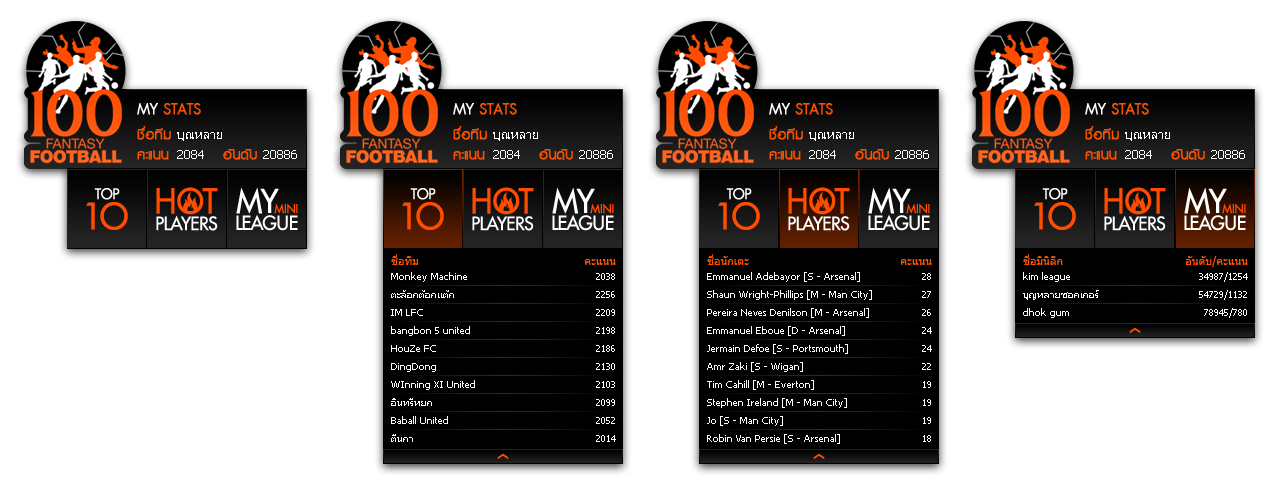 100
FANTASY
FOOTBALL
MY STATS
ชื่อทีม บุณหลาย
คะแนน 2084 อันดับ 20886
TOP 10
HOT PLAYERS
MY MINI LEAGUE
100
FANTASY
FOOTBALL
MY STATS
ชื่อทีม บุณหลาย
คะแนน 2084 อันดับ 20886
TOP 10
HOT PLAYERS
MY MINI LEAGUE
ชื่อทีม คะแนน
Monkey Machine 2038
ตะล็อคต๊อกแต๊ก 2256
IM LFC 2209
bangbon 5 united 2198
HouZe FC 2186
DingDong 2130
WInning XI United 2103
อินทรีหยก 2099
Baball United 2052
ตีนกา 2014
100
FANTASY
FOOTBALL
MY STATS
ชื่อทีม บุณหลาย
คะแนน 2084 อันดับ 20886
TOP 10
HOT PLAYERS
MY MINI LEAGUE
ชื่อนักเตะ คะแนน
Emmanuel Adebayor [S - Arsenal] 28
Shaun Wright-Phillips [M - Man City] 27
Pereira Neves Denilson [M - Arsenal] 26
Emmanuel Eboue [D - Arsenal] 24
Jermain Defoe [S - Portsmouth] 24
Amr Zaki [S - Wigan] 22
Tim Cahill [M - Everton] 19
Stephen Ireland [M - Man City] 19
Jo [S - Man City] 19
Robin Van Persie [S - Arsenal] 18
100
FANTASY
FOOTBALL
MY STATS
ชื่อทีม บุณหลาย
คะแนน 2084 อันดับ 20886
TOP 10
HOT PLAYERS
MY MINI LEAGUE
ชื่อมินิลีก อันดับ/คะแนน
kim league 34987/1254
บุญหลายซอคเกอร์ 54729/1132
dhok gum 78945/780